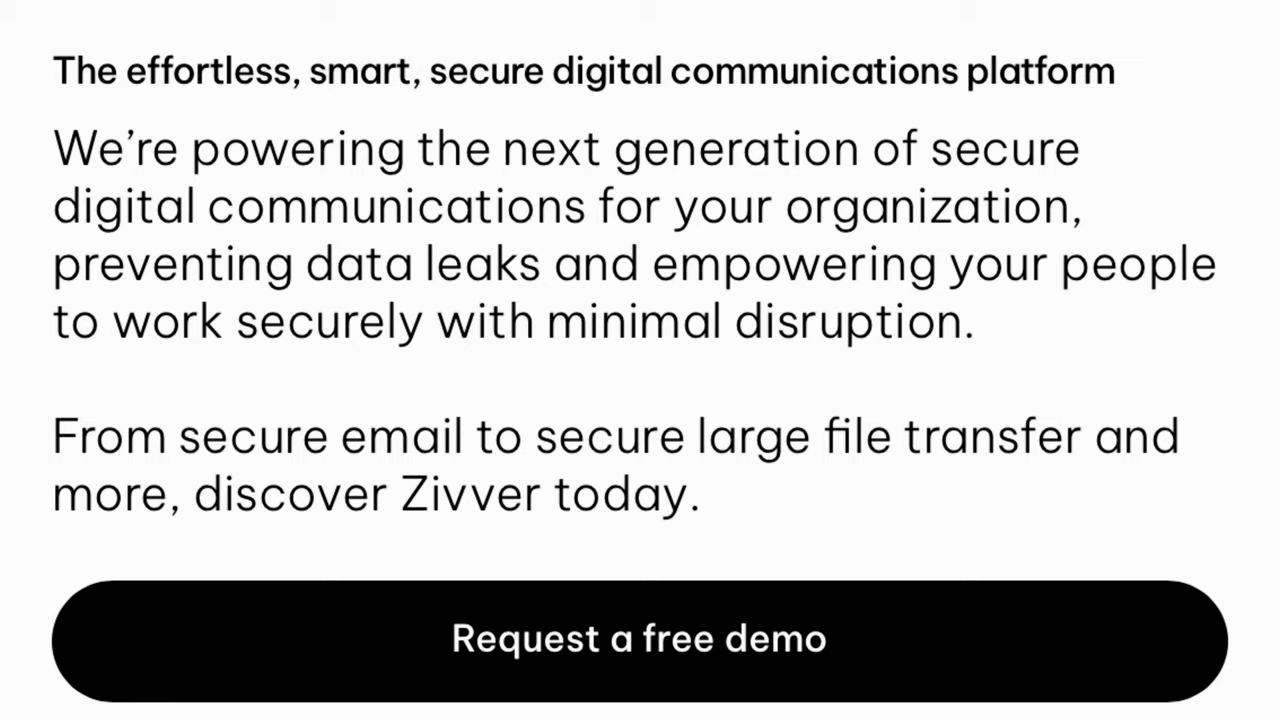 The effortless, smart, secure digital communications platform
We’re powering the next generation of secure
digital communications for your organization,
preventing data leaks and empowering your people
to work securely with minimal disruption.
From secure email to secure large file transfer and
more, discover Zivver today.
Request a free demo